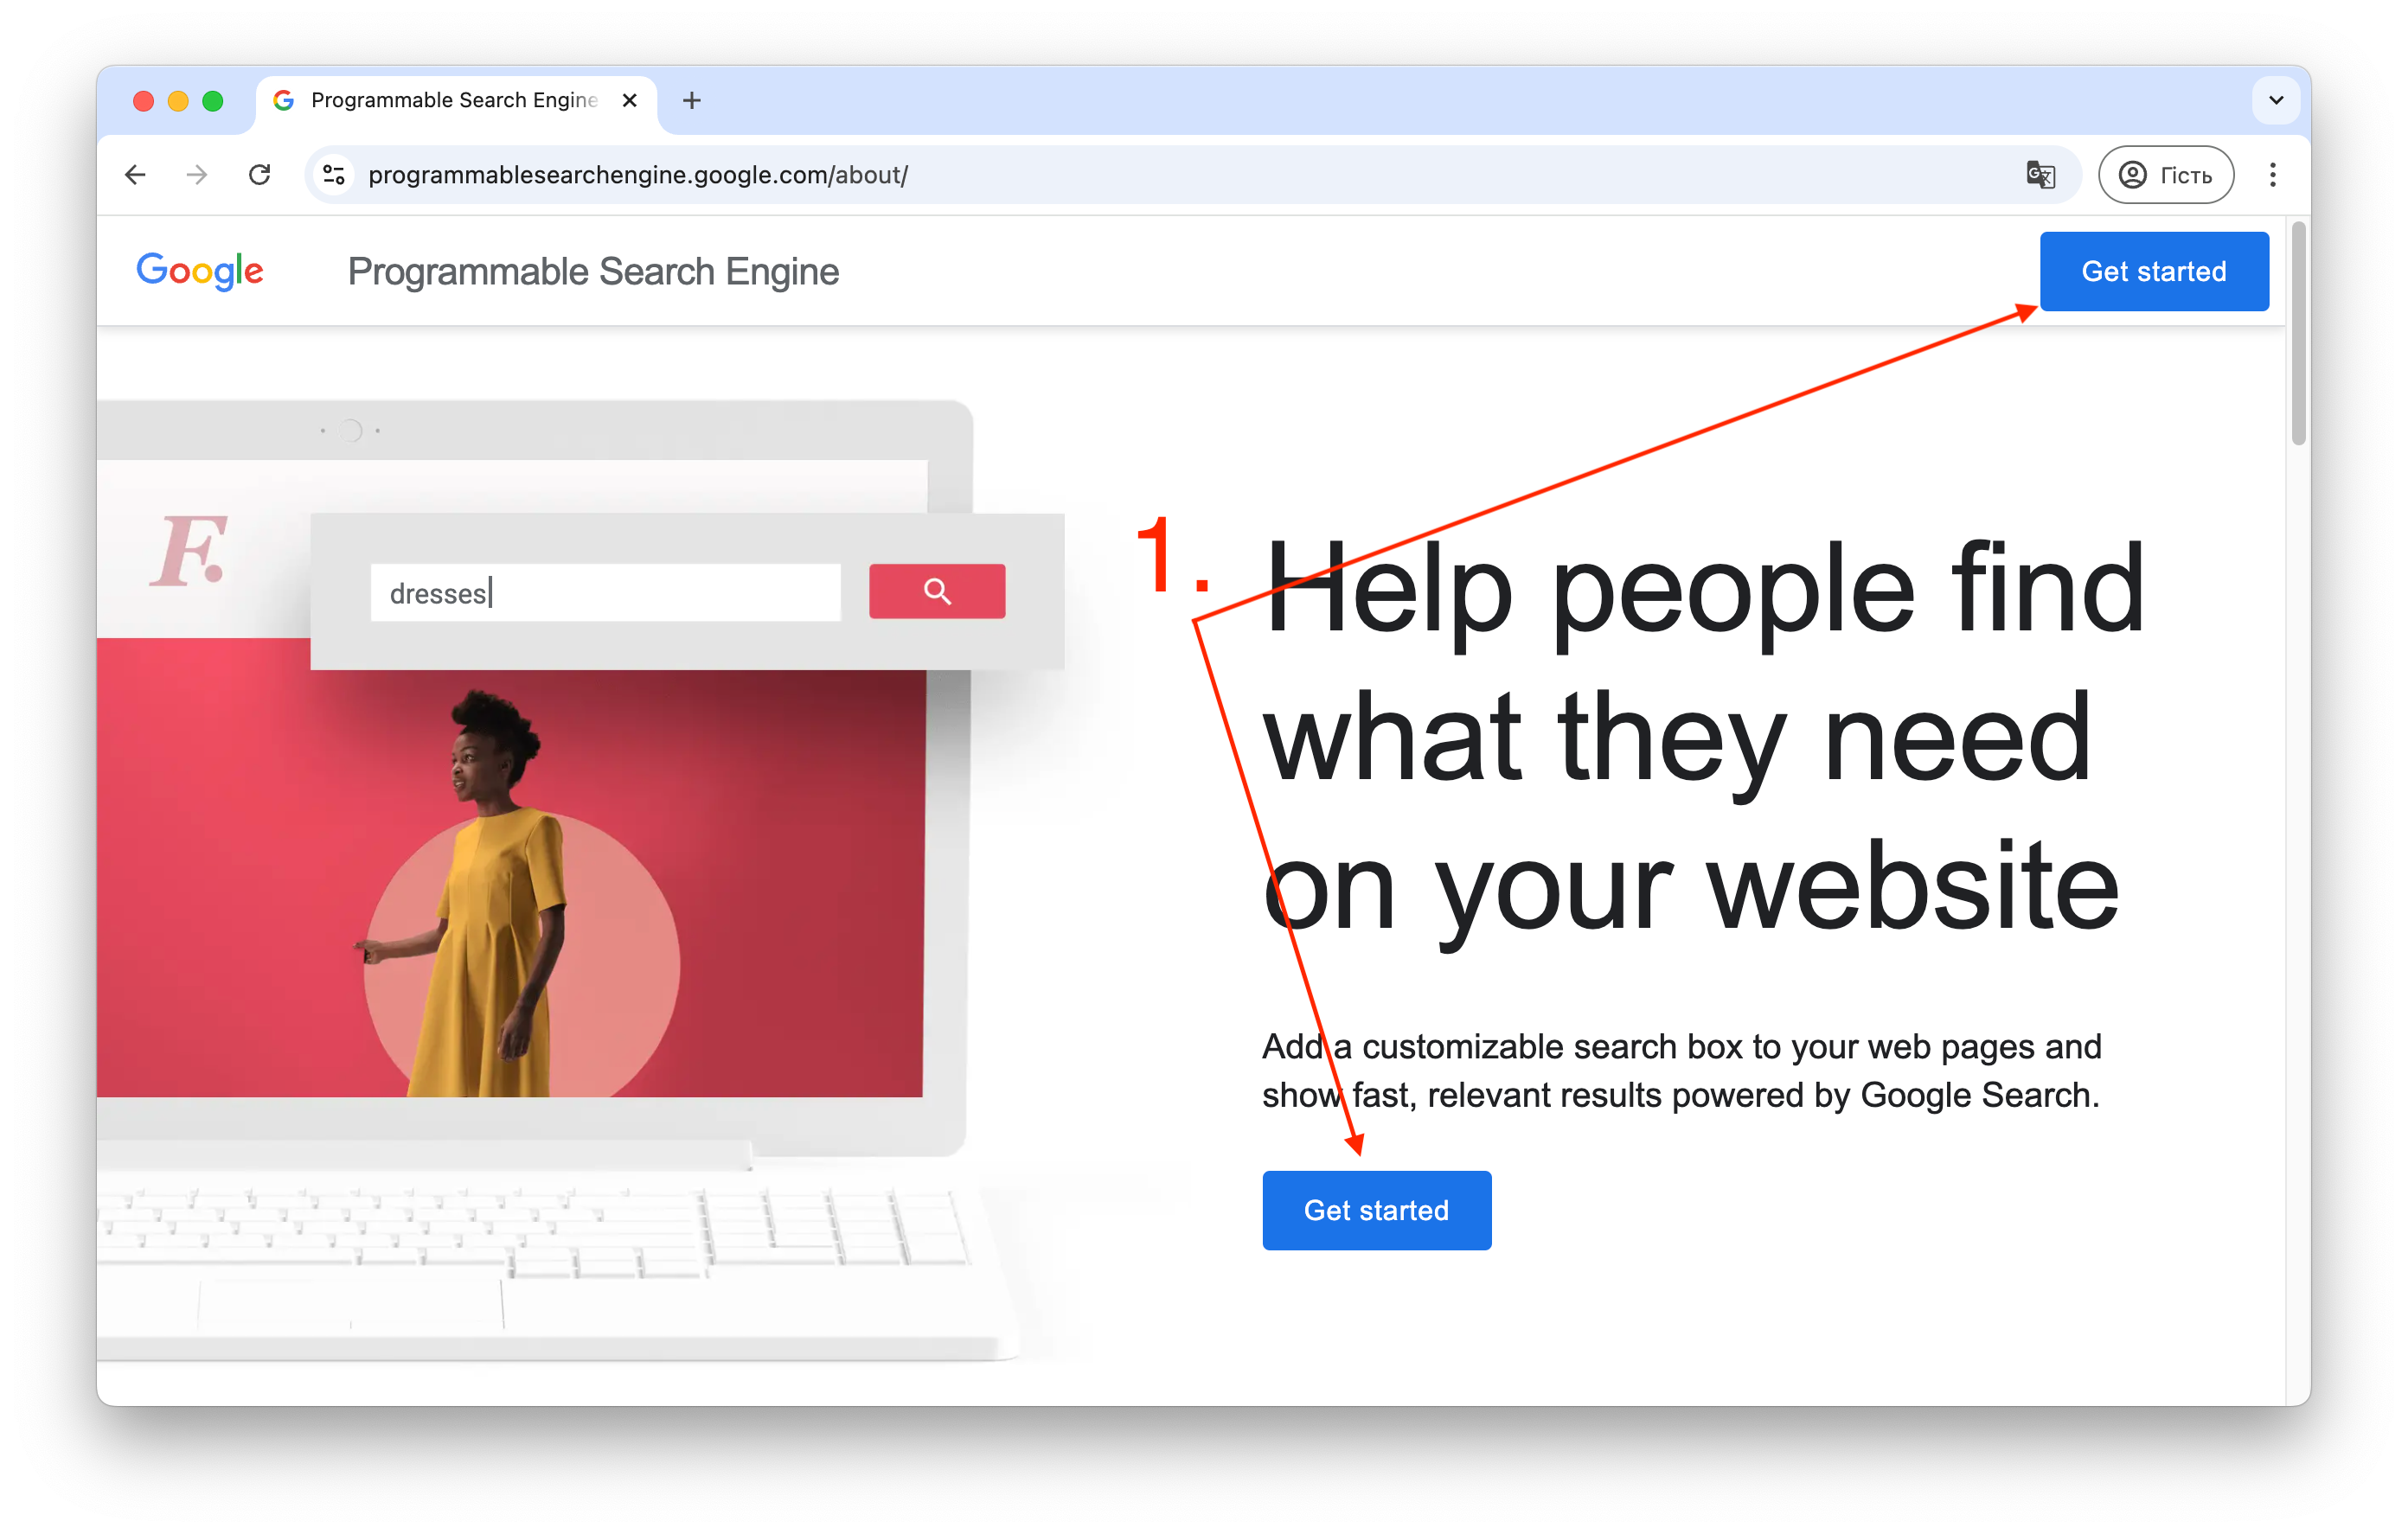 Programmable Search Engine
programmablesearchengine.google.com/about/
Гість
Google
Programmable Search Engine
Get started
F.
dresses
1.
Help people find
what they need
on your website
Add a customizable search box to your web pages and
show fast, relevant results powered by Google Search.
Get started